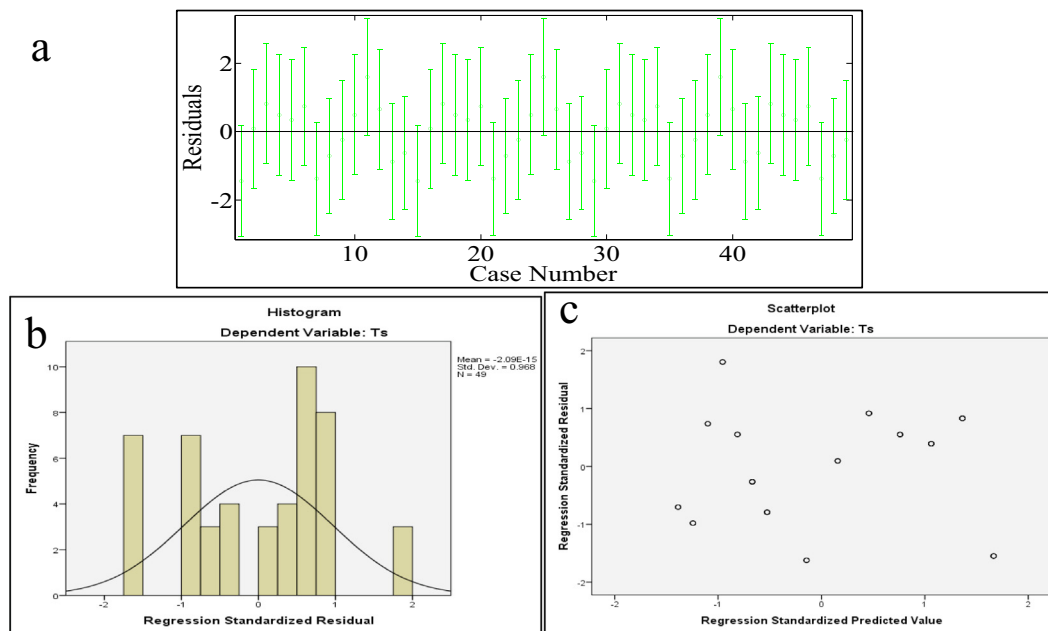 a
Residuals
2
0
-2
10
20
30
40
Case Number
b
Histogram
Dependent Variable: Ts
Mean = -2.09E-15
Std. Dev. = 0.968
N = 49
Frequency
10
8
6
4
2
0
-2
-1
0
1
2
Regression Standardized Residual
c
Scatterplot
Dependent Variable: Ts
Regression Standardized Residual
2
1
0
-1
-2
-2
-1
0
1
2
Regression Standardized Predicted Value